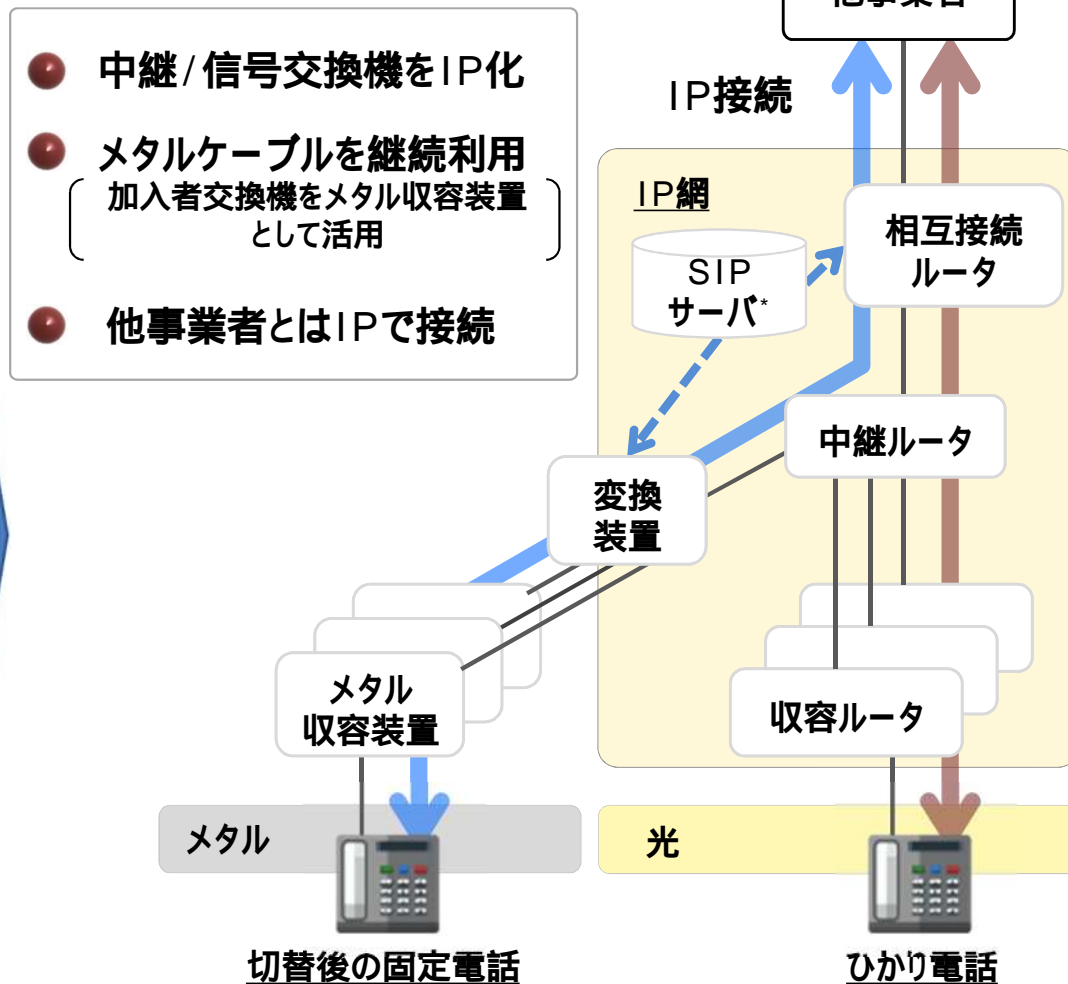 中継/信号交換機をIP化
メタルケーブルを継続利用
加入者交換機をメタル収容装置
として活用
他事業者とはIPで接続
他事業者
IP接続
IP網
相互接続
ルータ
SIP
サーバ*
中継ルータ
変換
装置
メタル
収容装置
収容ルータ
メタル
光
切替後の固定電話
ひかり電話